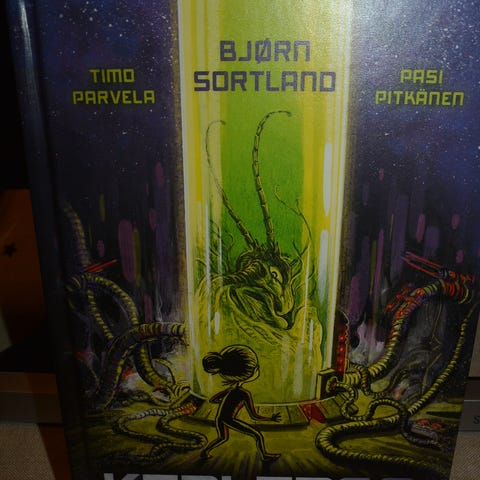 TIMO
PARVELA
BJØRN
SORTLAND
PASI
PITKÄNEN